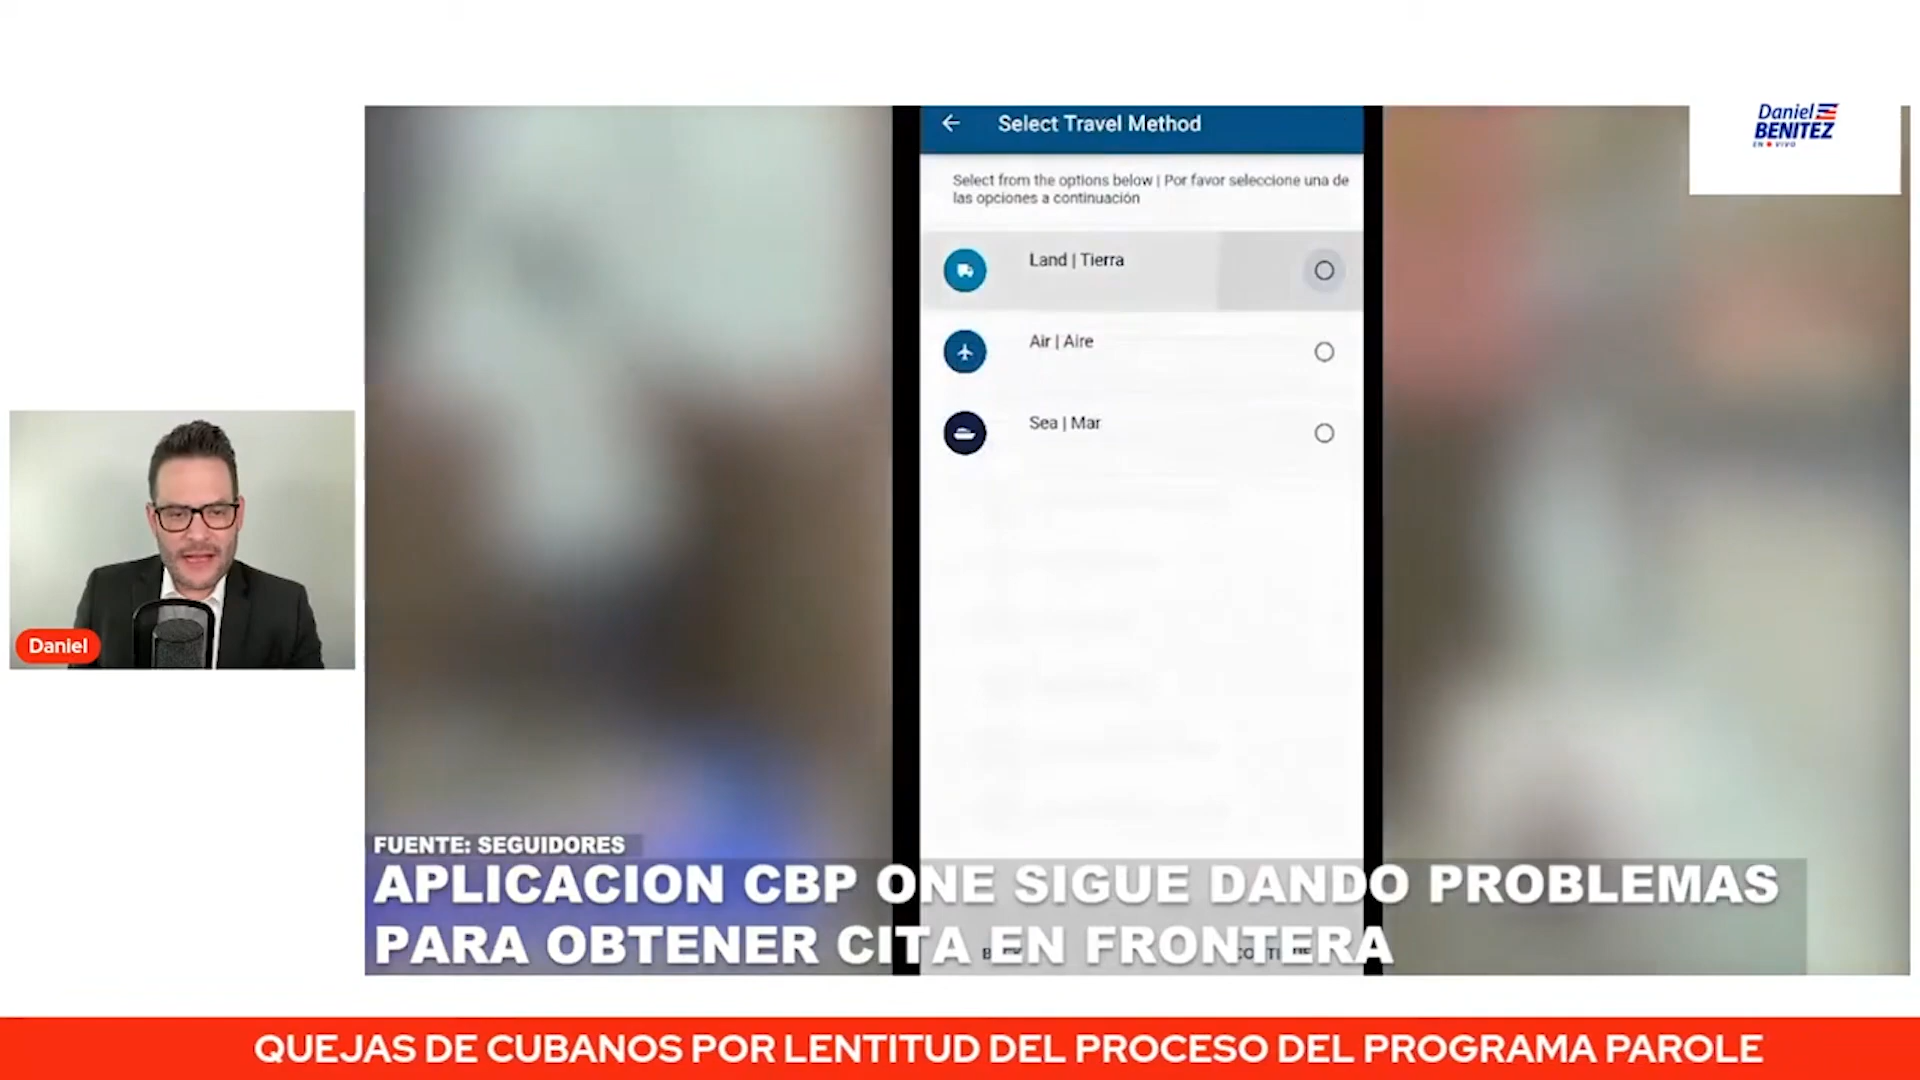 Daniel
BENITEZ
EN VIVO
Select Travel Method
Select from the options below | Por favor seleccione una de
las opciones a continuación
Land | Tierra
Air | Aire
Sea | Mar
Daniel
FUENTE: SEGUIDORES
APLICACION CBP ONE SIGUE DANDO PROBLEMAS
PARA OBTENER CITA EN FRONTERA
QUEJAS DE CUBANOS POR LENTITUD DEL PROCESO DEL PROGRAMA PAROLE